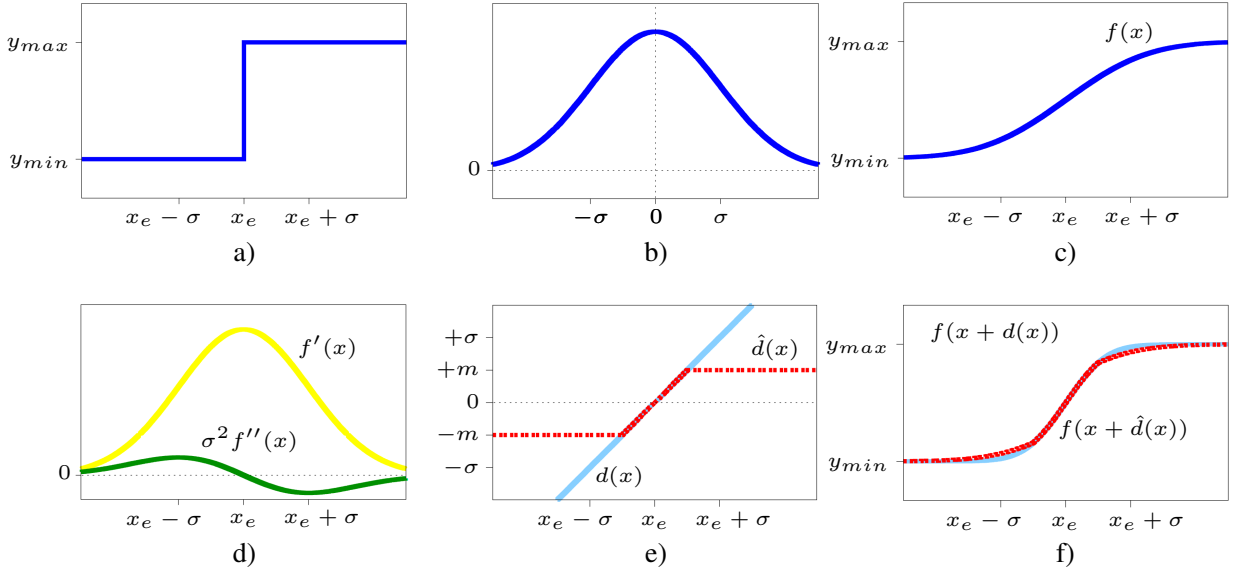 y_max
y_min
x_e − σ x_e x_e + σ
a)
0
−σ 0 σ
b)
y_max
y_min
f(x)
x_e − σ x_e x_e + σ
c)
f′(x)
σ²f′′(x)
0
x_e − σ x_e x_e + σ
d)
+σ
+m
0
−m
−σ
d̂(x)
d(x)
x_e − σ x_e x_e + σ
e)
y_max
y_min
f(x + d(x))
f(x + d̂(x))
x_e − σ x_e x_e + σ
f)